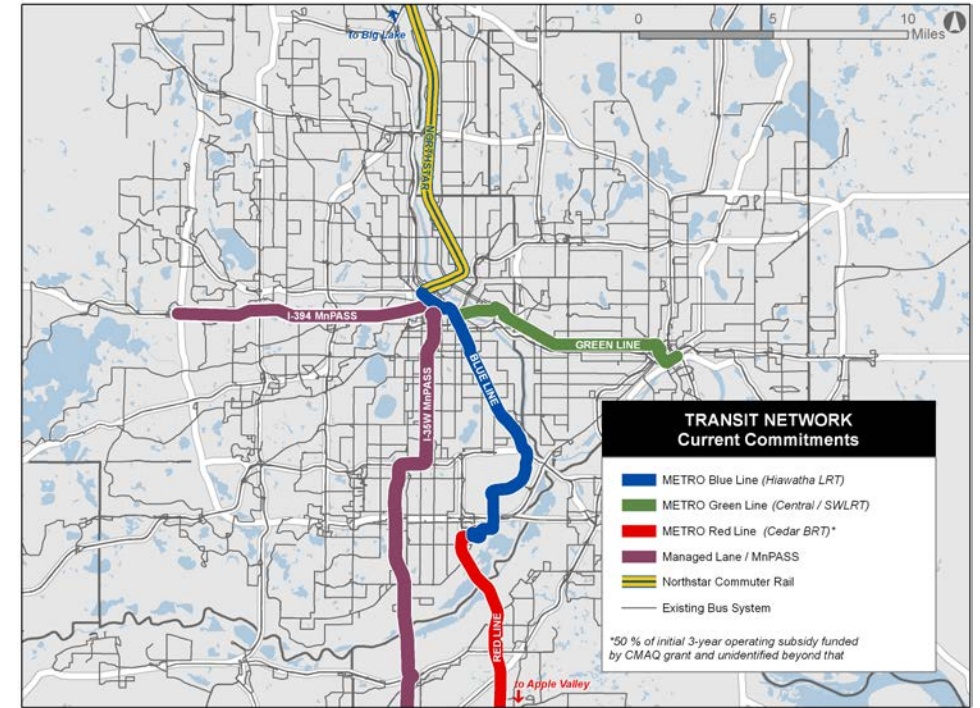 to Big Lake
0 5 10
Miles
NORTHSTAR
I-394 MnPASS
GREEN LINE
BLUE LINE
I-35W MnPASS
RED LINE
to Apple Valley
TRANSIT NETWORK
Current Commitments
METRO Blue Line (Hiawatha LRT)
METRO Green Line (Central / SWLRT)
METRO Red Line (Cedar BRT)*
Managed Lane / MnPASS
Northstar Commuter Rail
Existing Bus System
*50 % of initial 3-year operating subsidy funded
by CMAQ grant and unidentified beyond that